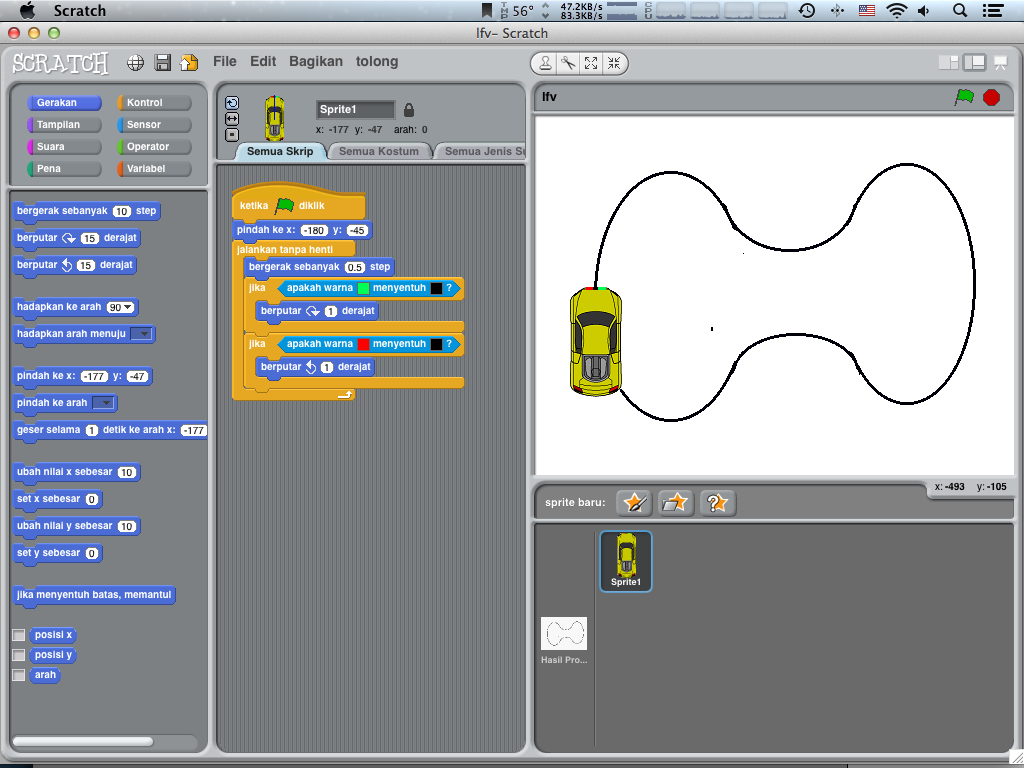 Scratch
TMP 56° 47.2KB/s 83.3KB/s CPU
lfv- Scratch
SCRATCH File Edit Bagikan tolong
Gerakan Kontrol
Tampilan Sensor
Suara Operator
Pena Variabel
bergerak sebanyak 10 step
berputar 15 derajat
berputar 15 derajat
hadapkan ke arah 90
hadapkan arah menuju
pindah ke x: -177 y: -47
pindah ke arah
geser selama 1 detik ke arah x: -177
ubah nilai x sebesar 10
set x sebesar 0
ubah nilai y sebesar 10
set y sebesar 0
jika menyentuh batas, memantul
posisi x
posisi y
arah
Sprite1
x: -177 y: -47 arah: 0
Semua Skrip Semua Kostum Semua Jenis Su
ketika diklik
pindah ke x: -180 y: -45
jalankan tanpa henti
bergerak sebanyak 0.5 step
jika apakah warna menyentuh ?
berputar 1 derajat
jika apakah warna menyentuh ?
berputar 1 derajat
lfv
x: -493 y: -105
sprite baru:
Sprite1
Hasil Pro...